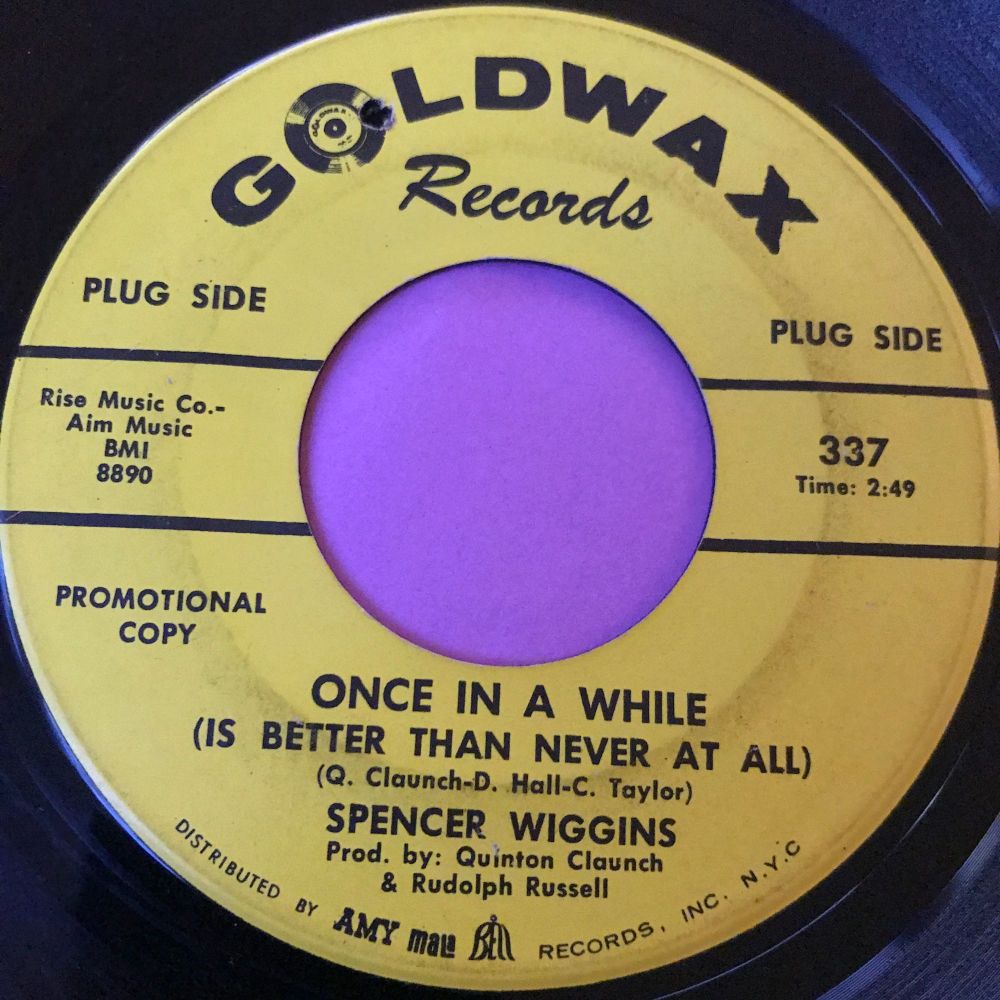 GOLDWAX
Records
PLUG SIDE
PLUG SIDE
Rise Music Co.-
Aim Music
BMI
8890
337
Time: 2:49
PROMOTIONAL
COPY
ONCE IN A WHILE
(IS BETTER THAN NEVER AT ALL)
(Q. Claunch-D. Hall-C. Taylor)
SPENCER WIGGINS
Prod. by: Quinton Claunch
& Rudolph Russell
DISTRIBUTED BY AMY mala Bell RECORDS, INC. N.Y.C